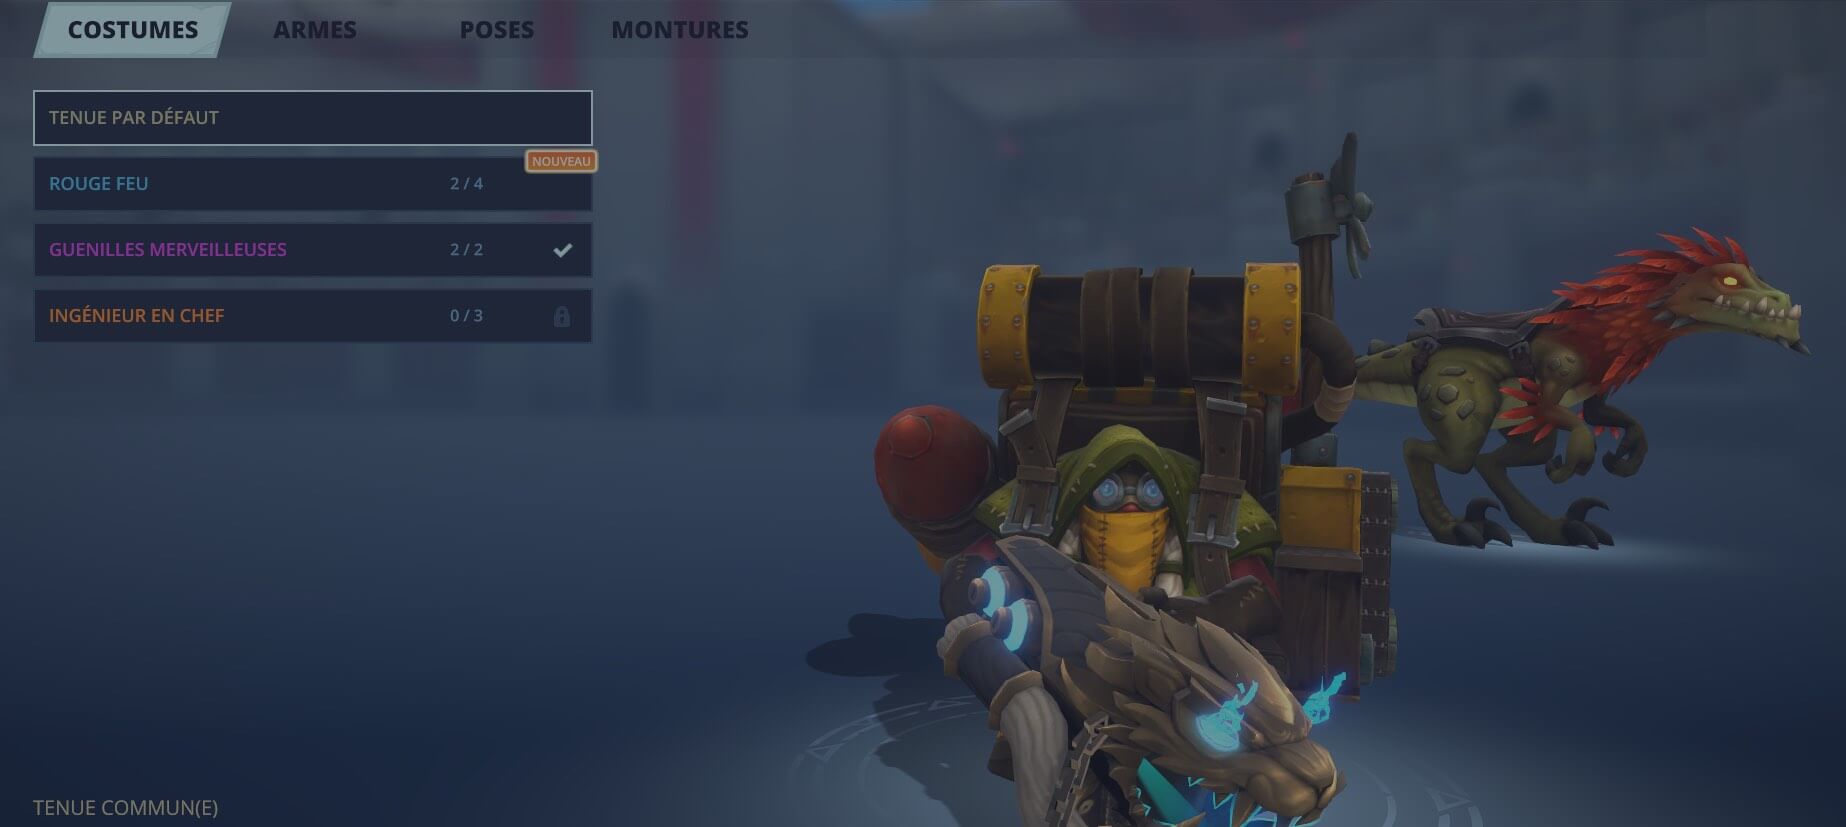 COSTUMES ARMES POSES MONTURES
TENUE PAR DÉFAUT
NOUVEAU
ROUGE FEU 2 / 4
GUENILLES MERVEILLEUSES 2 / 2
INGÉNIEUR EN CHEF 0 / 3
TENUE COMMUN(E)